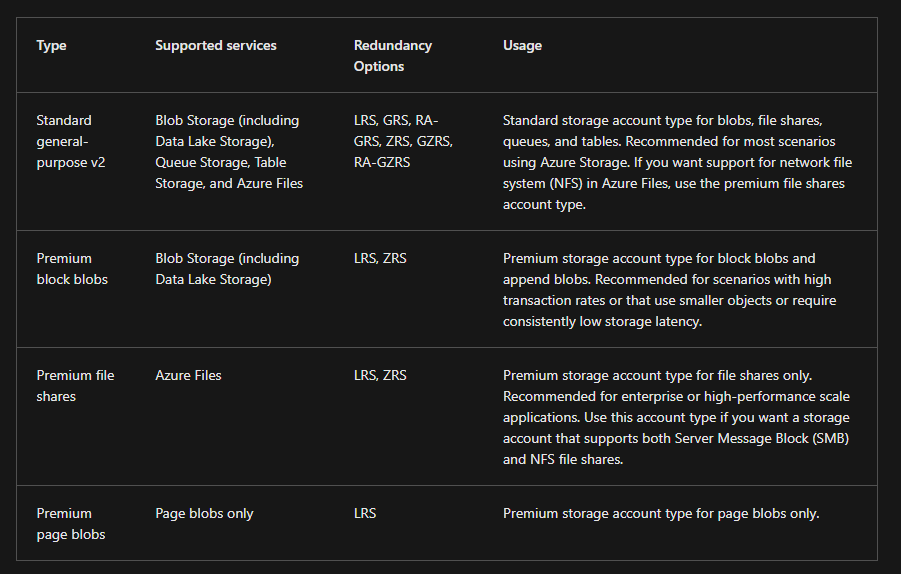 Type
Supported services
Redundancy
Options
Usage
Standard
general-
purpose v2
Blob Storage (including
Data Lake Storage),
Queue Storage, Table
Storage, and Azure Files
LRS, GRS, RA-
GRS, ZRS, GZRS,
RA-GZRS
Standard storage account type for blobs, file shares,
queues, and tables. Recommended for most scenarios
using Azure Storage. If you want support for network file
system (NFS) in Azure Files, use the premium file shares
account type.
Premium
block blobs
Blob Storage (including
Data Lake Storage)
LRS, ZRS
Premium storage account type for block blobs and
append blobs. Recommended for scenarios with high
transaction rates or that use smaller objects or require
consistently low storage latency.
Premium file
shares
Azure Files
LRS, ZRS
Premium storage account type for file shares only.
Recommended for enterprise or high-performance scale
applications. Use this account type if you want a storage
account that supports both Server Message Block (SMB)
and NFS file shares.
Premium
page blobs
Page blobs only
LRS
Premium storage account type for page blobs only.